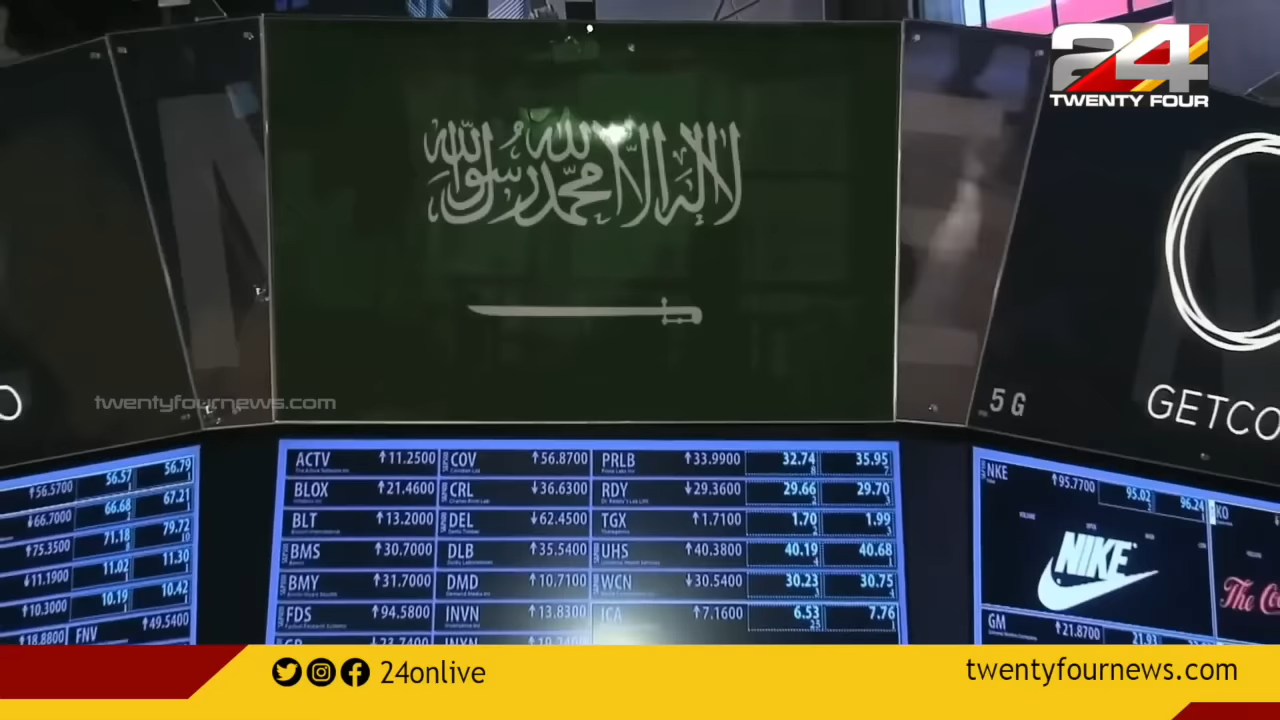 24
TWENTY FOUR
لا إله إلا الله محمد رسول الله
twentyfournews.com
5G
GETCO
↑56.5700 56.57 56.79
↓66.7000 66.68 67.21
↑75.3500 71.18 79.72
↓11.1900 11.02 11.30
↑10.3000 10.19 10.42
↑18.8800 FNV ↑49.5400
ACTV ↑11.2500 COV ↑56.8700 PRLB ↑33.9900 32.74 35.95
BLOX ↑21.4600 CRL ↓36.6300 RDY ↓29.3600 29.66 29.70
BLT ↑13.2000 DEL ↓62.4500 TGX ↑1.7100 1.70 1.99
BMS ↑30.7000 DLB ↑35.5400 UHS ↑40.3800 40.19 40.68
BMY ↑31.7000 DMD ↑10.7100 WCN ↓30.5400 30.23 30.75
FDS ↑94.5800 INVN ↑13.8300 ICA ↑7.1600 6.53 7.76
NKE ↑95.7700 95.02 96.24 KO
NIKE
The Co
GM ↑21.8700 21.93
24onlive
twentyfournews.com